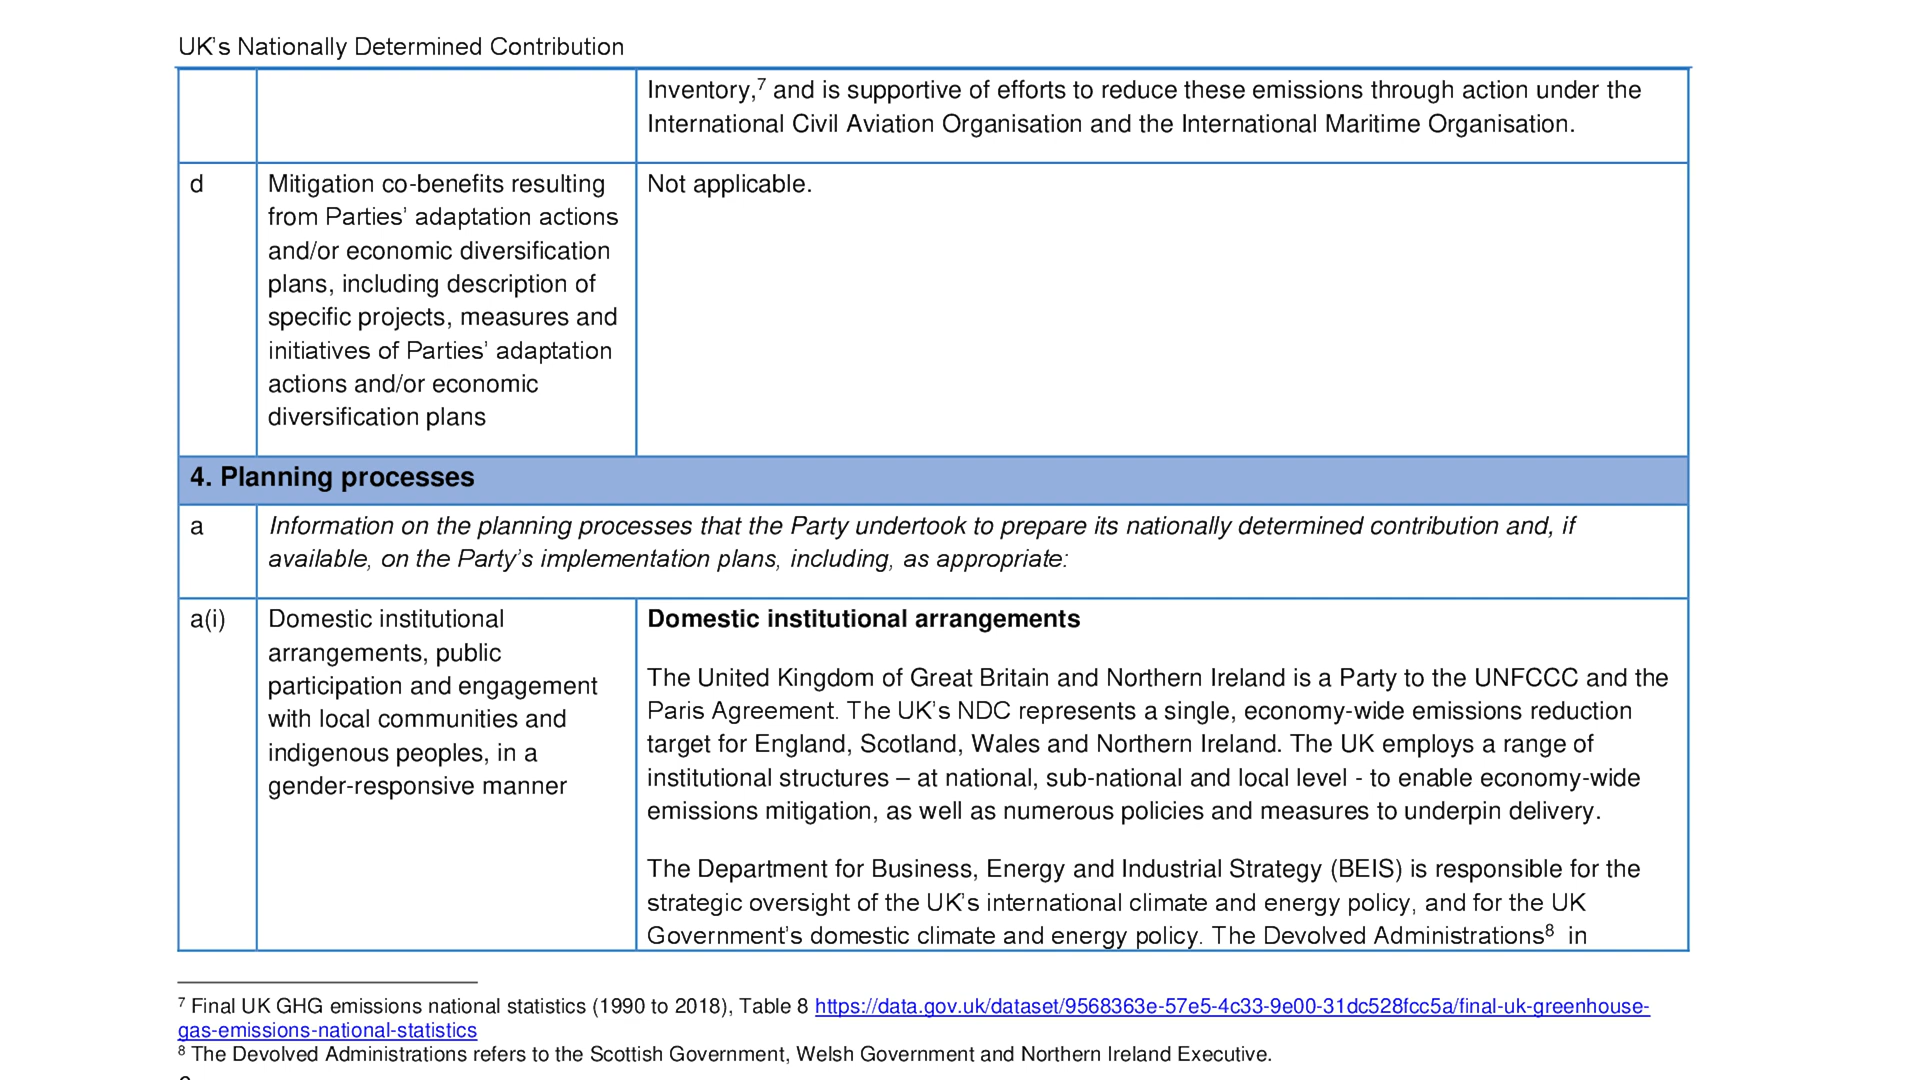 UK's Nationally Determined Contribution
Inventory,⁷ and is supportive of efforts to reduce these emissions through action under the
International Civil Aviation Organisation and the International Maritime Organisation.
d
Mitigation co-benefits resulting
from Parties' adaptation actions
and/or economic diversification
plans, including description of
specific projects, measures and
initiatives of Parties' adaptation
actions and/or economic
diversification plans
Not applicable.
4. Planning processes
a
Information on the planning processes that the Party undertook to prepare its nationally determined contribution and, if
available, on the Party's implementation plans, including, as appropriate:
a(i)
Domestic institutional
arrangements, public
participation and engagement
with local communities and
indigenous peoples, in a
gender-responsive manner
Domestic institutional arrangements
The United Kingdom of Great Britain and Northern Ireland is a Party to the UNFCCC and the
Paris Agreement. The UK's NDC represents a single, economy-wide emissions reduction
target for England, Scotland, Wales and Northern Ireland. The UK employs a range of
institutional structures – at national, sub-national and local level - to enable economy-wide
emissions mitigation, as well as numerous policies and measures to underpin delivery.
The Department for Business, Energy and Industrial Strategy (BEIS) is responsible for the
strategic oversight of the UK's international climate and energy policy, and for the UK
Government's domestic climate and energy policy. The Devolved Administrations⁸ in
⁷ Final UK GHG emissions national statistics (1990 to 2018), Table 8 https://data.gov.uk/dataset/9568363e-57e5-4c33-9e00-31dc528fcc5a/final-uk-greenhouse-
gas-emissions-national-statistics
⁸ The Devolved Administrations refers to the Scottish Government, Welsh Government and Northern Ireland Executive.